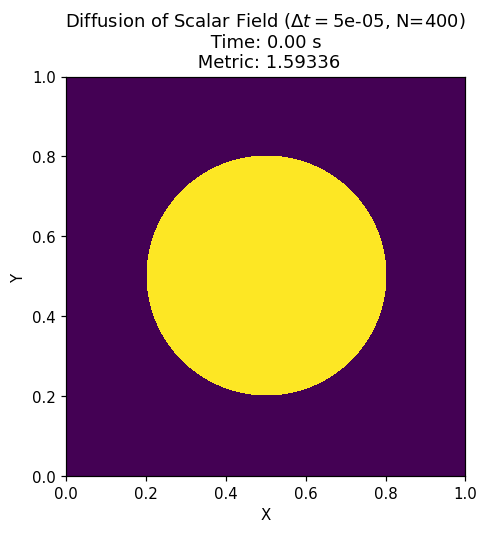 Diffusion of Scalar Field (Δt = 5e-05, N=400)
Time: 0.00 s
Metric: 1.59336
1.0
0.8
0.6
Y
0.4
0.2
0.0
0.0 0.2 0.4 0.6 0.8 1.0
X